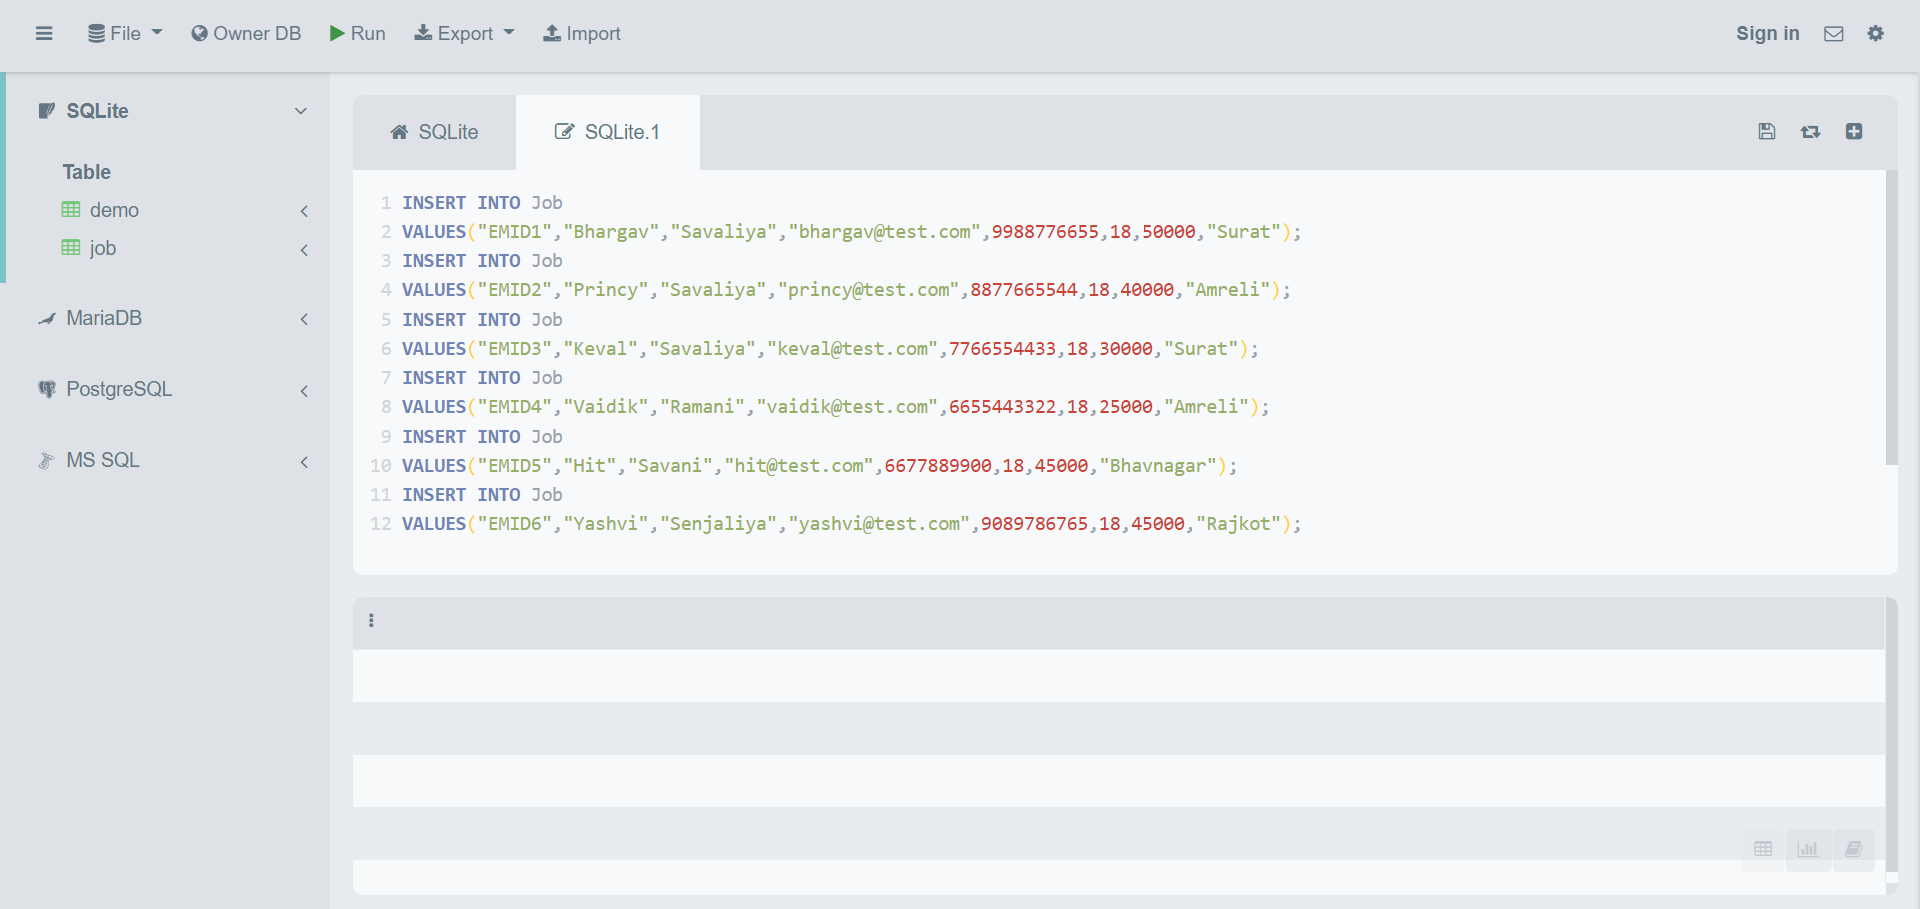 File Owner DB Run Export Import Sign in
SQLite
Table
demo
job
MariaDB
PostgreSQL
MS SQL
SQLite SQLite.1
1 INSERT INTO Job
2 VALUES("EMID1","Bhargav","Savaliya","bhargav@test.com",9988776655,18,50000,"Surat");
3 INSERT INTO Job
4 VALUES("EMID2","Princy","Savaliya","princy@test.com",8877665544,18,40000,"Amreli");
5 INSERT INTO Job
6 VALUES("EMID3","Keval","Savaliya","keval@test.com",7766554433,18,30000,"Surat");
7 INSERT INTO Job
8 VALUES("EMID4","Vaidik","Ramani","vaidik@test.com",6655443322,18,25000,"Amreli");
9 INSERT INTO Job
10 VALUES("EMID5","Hit","Savani","hit@test.com",6677889900,18,45000,"Bhavnagar");
11 INSERT INTO Job
12 VALUES("EMID6","Yashvi","Senjaliya","yashvi@test.com",9089786765,18,45000,"Rajkot");